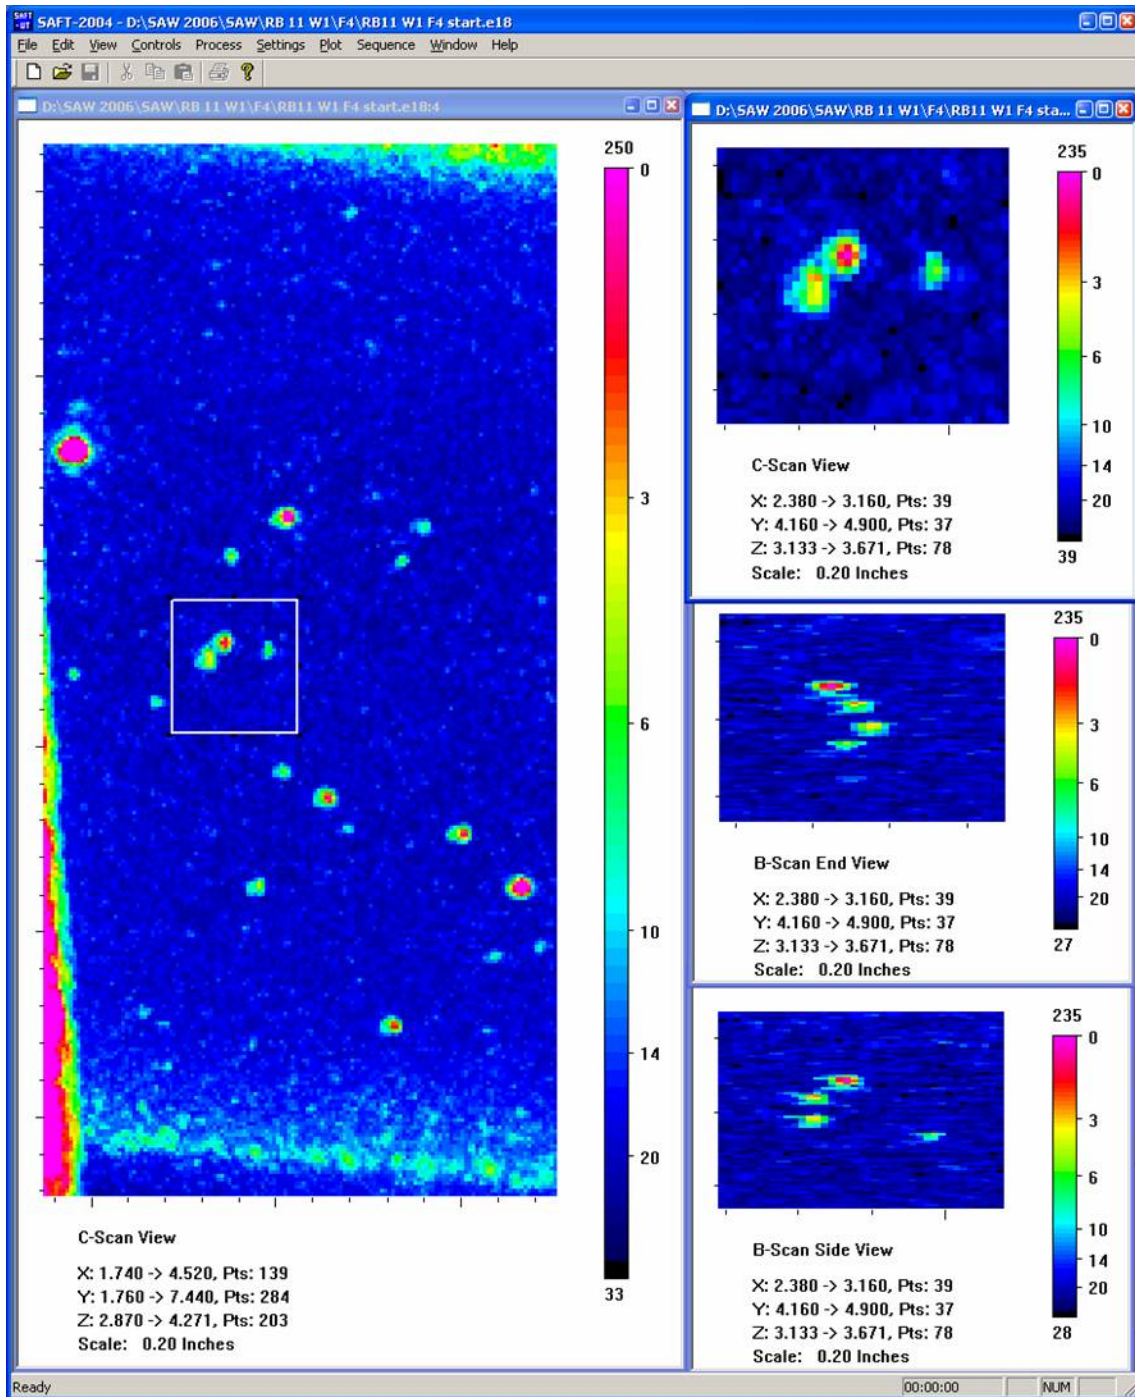 SAFT-2004 - D:\SAW 2006\SAW\RB 11 W1\F4\RB11 W1 F4 start.e18
File Edit View Controls Process Settings Plot Sequence Window Help
D:\SAW 2006\SAW\RB 11 W1\F4\RB11 W1 F4 start.e18:4
250
0
3
6
10
14
20
33
C-Scan View
X: 1.740 -> 4.520, Pts: 139
Y: 1.760 -> 7.440, Pts: 284
Z: 2.870 -> 4.271, Pts: 203
Scale: 0.20 Inches
D:\SAW 2006\SAW\RB 11 W1\F4\RB11 W1 F4 sta...
235
0
3
6
10
14
20
39
C-Scan View
X: 2.380 -> 3.160, Pts: 39
Y: 4.160 -> 4.900, Pts: 37
Z: 3.133 -> 3.671, Pts: 78
Scale: 0.20 Inches
235
0
3
6
10
14
20
27
B-Scan End View
X: 2.380 -> 3.160, Pts: 39
Y: 4.160 -> 4.900, Pts: 37
Z: 3.133 -> 3.671, Pts: 78
Scale: 0.20 Inches
235
0
3
6
10
14
20
28
B-Scan Side View
X: 2.380 -> 3.160, Pts: 39
Y: 4.160 -> 4.900, Pts: 37
Z: 3.133 -> 3.671, Pts: 78
Scale: 0.20 Inches
Ready
00:00:00
NUM